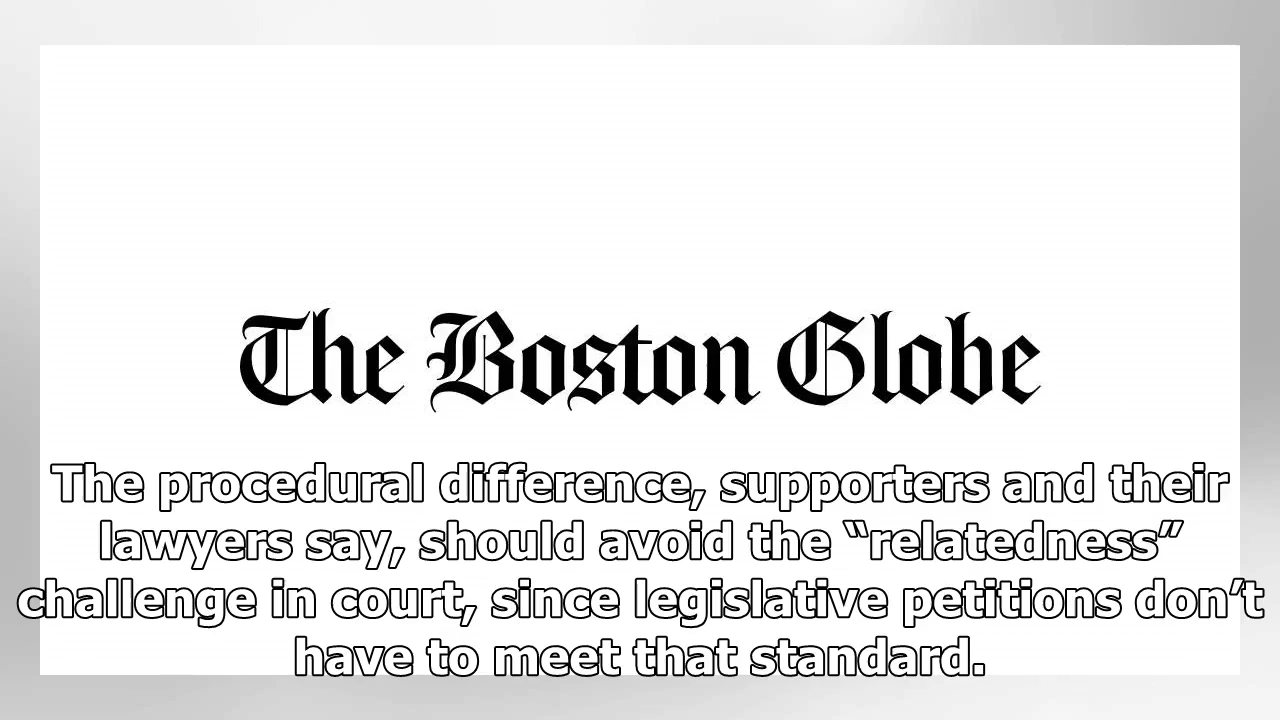 The Boston Globe
The procedural difference, supporters and their
lawyers say, should avoid the “relatedness”
challenge in court, since legislative petitions don’t
have to meet that standard.